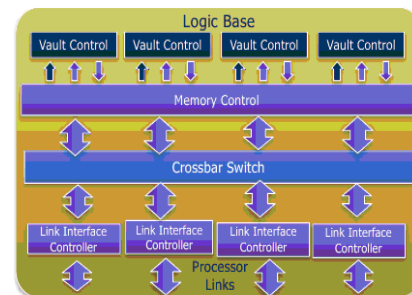 Logic Base
Vault Control Vault Control Vault Control Vault Control
Memory Control
Crossbar Switch
Link Interface Link Interface Link Interface Link Interface
Controller Controller Controller Controller
Processor
Links